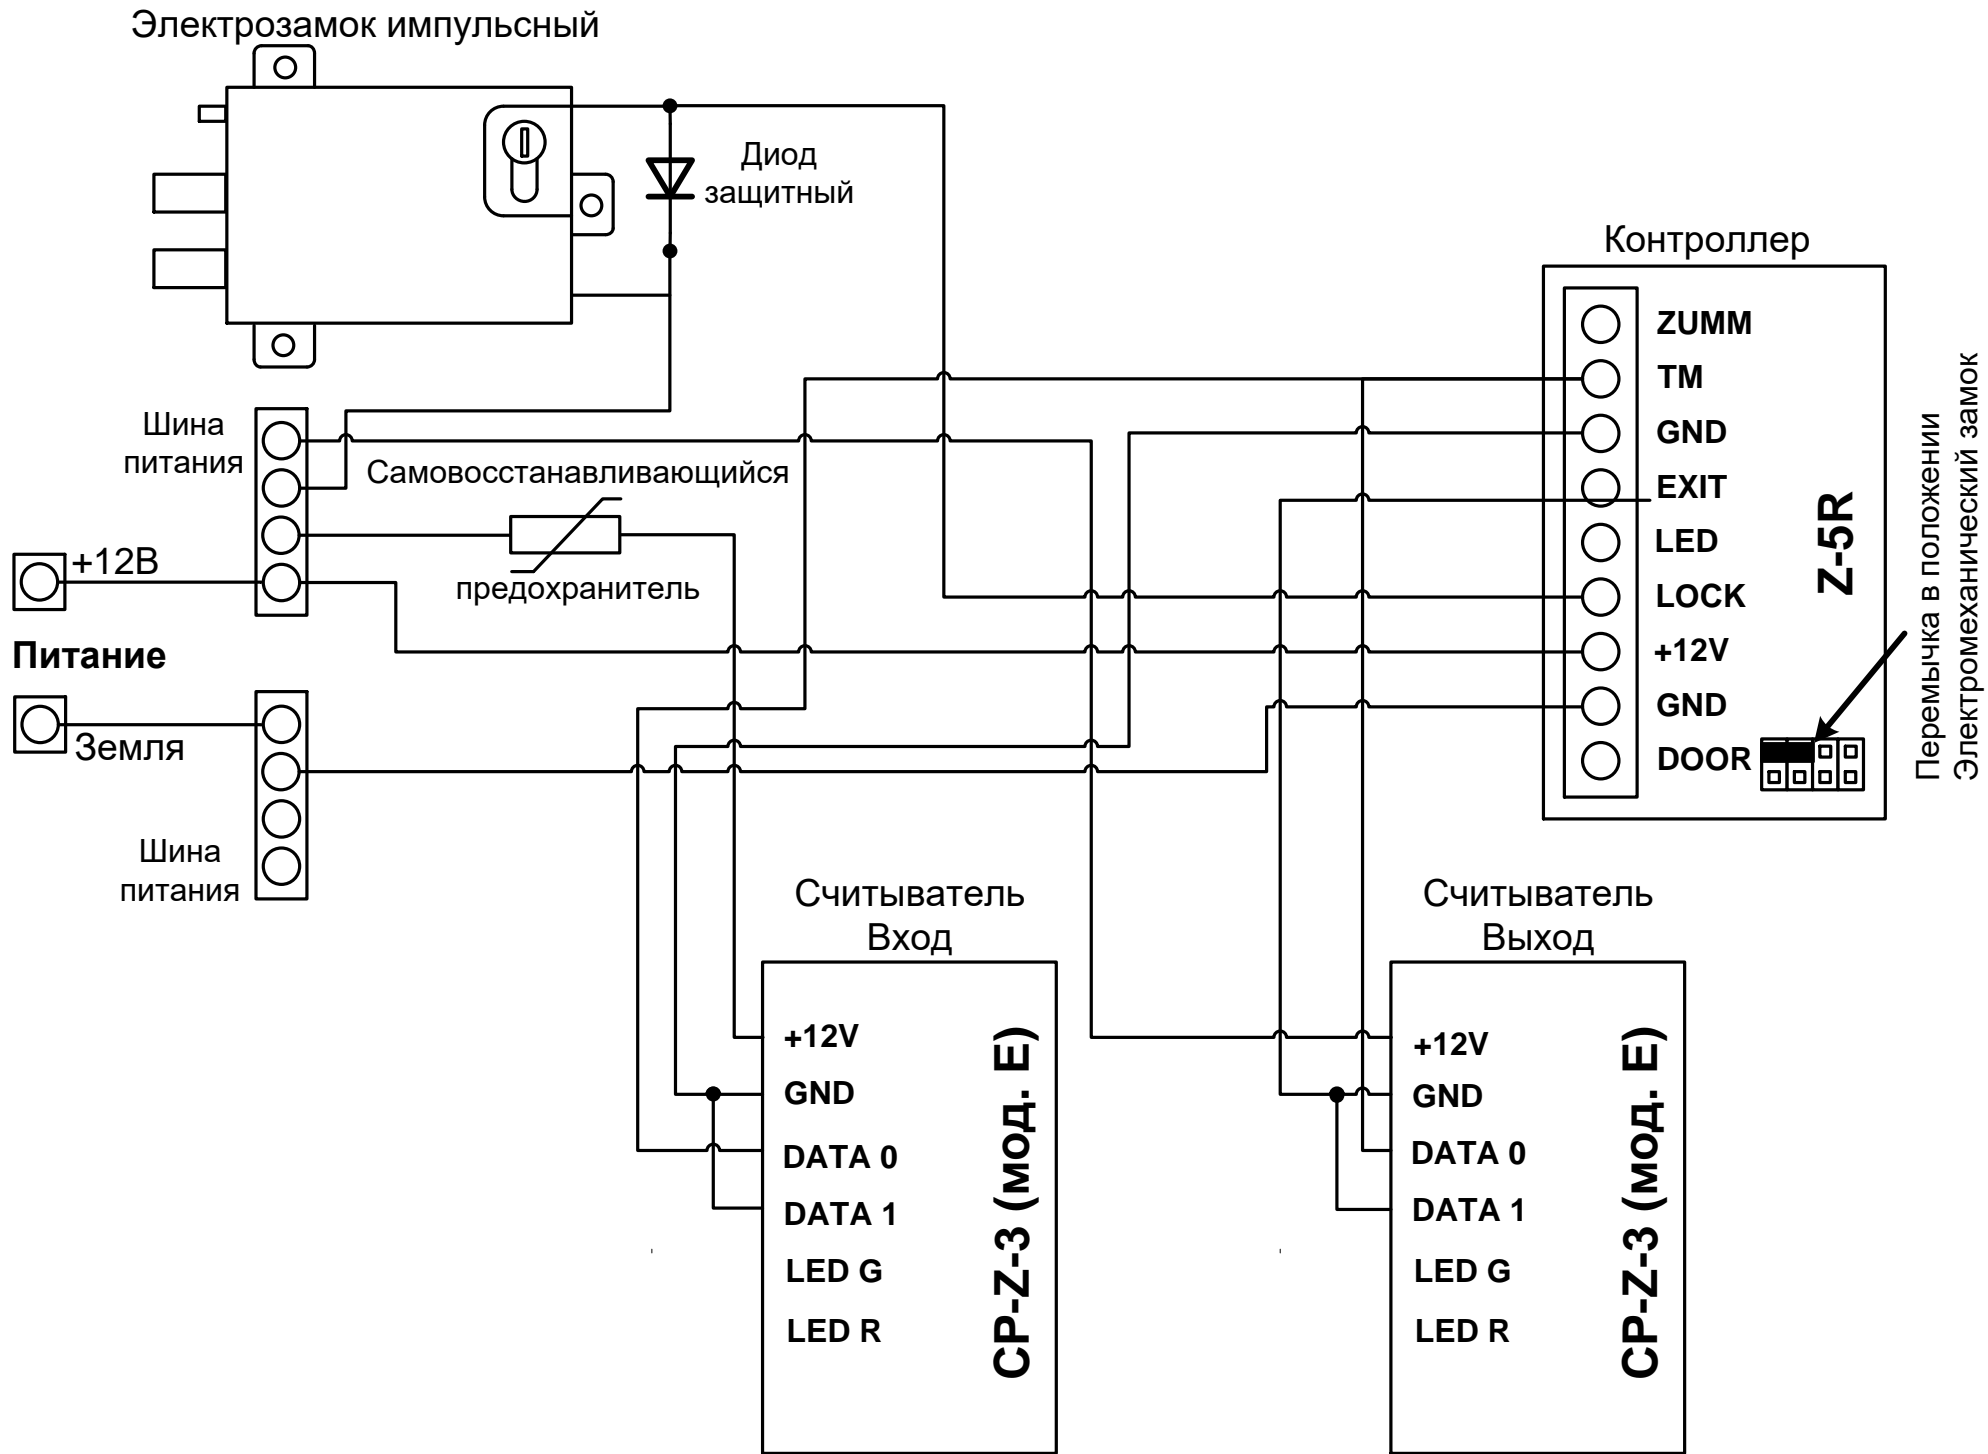 Электрозамок импульсный
Диод
защитный
Контроллер
ZUMM
TM
GND
EXIT
LED
LOCK
+12V
GND
DOOR
Z-5R
Перемычка в положении
Электромеханический замок
Шина
питания
Самовосстанавливающийся
предохранитель
+12В
Питание
Земля
Шина
питания
Считыватель
Вход
+12V
GND
DATA 0
DATA 1
LED G
LED R
CP-Z-3 (мод. E)
Считыватель
Выход
+12V
GND
DATA 0
DATA 1
LED G
LED R
CP-Z-3 (мод. E)